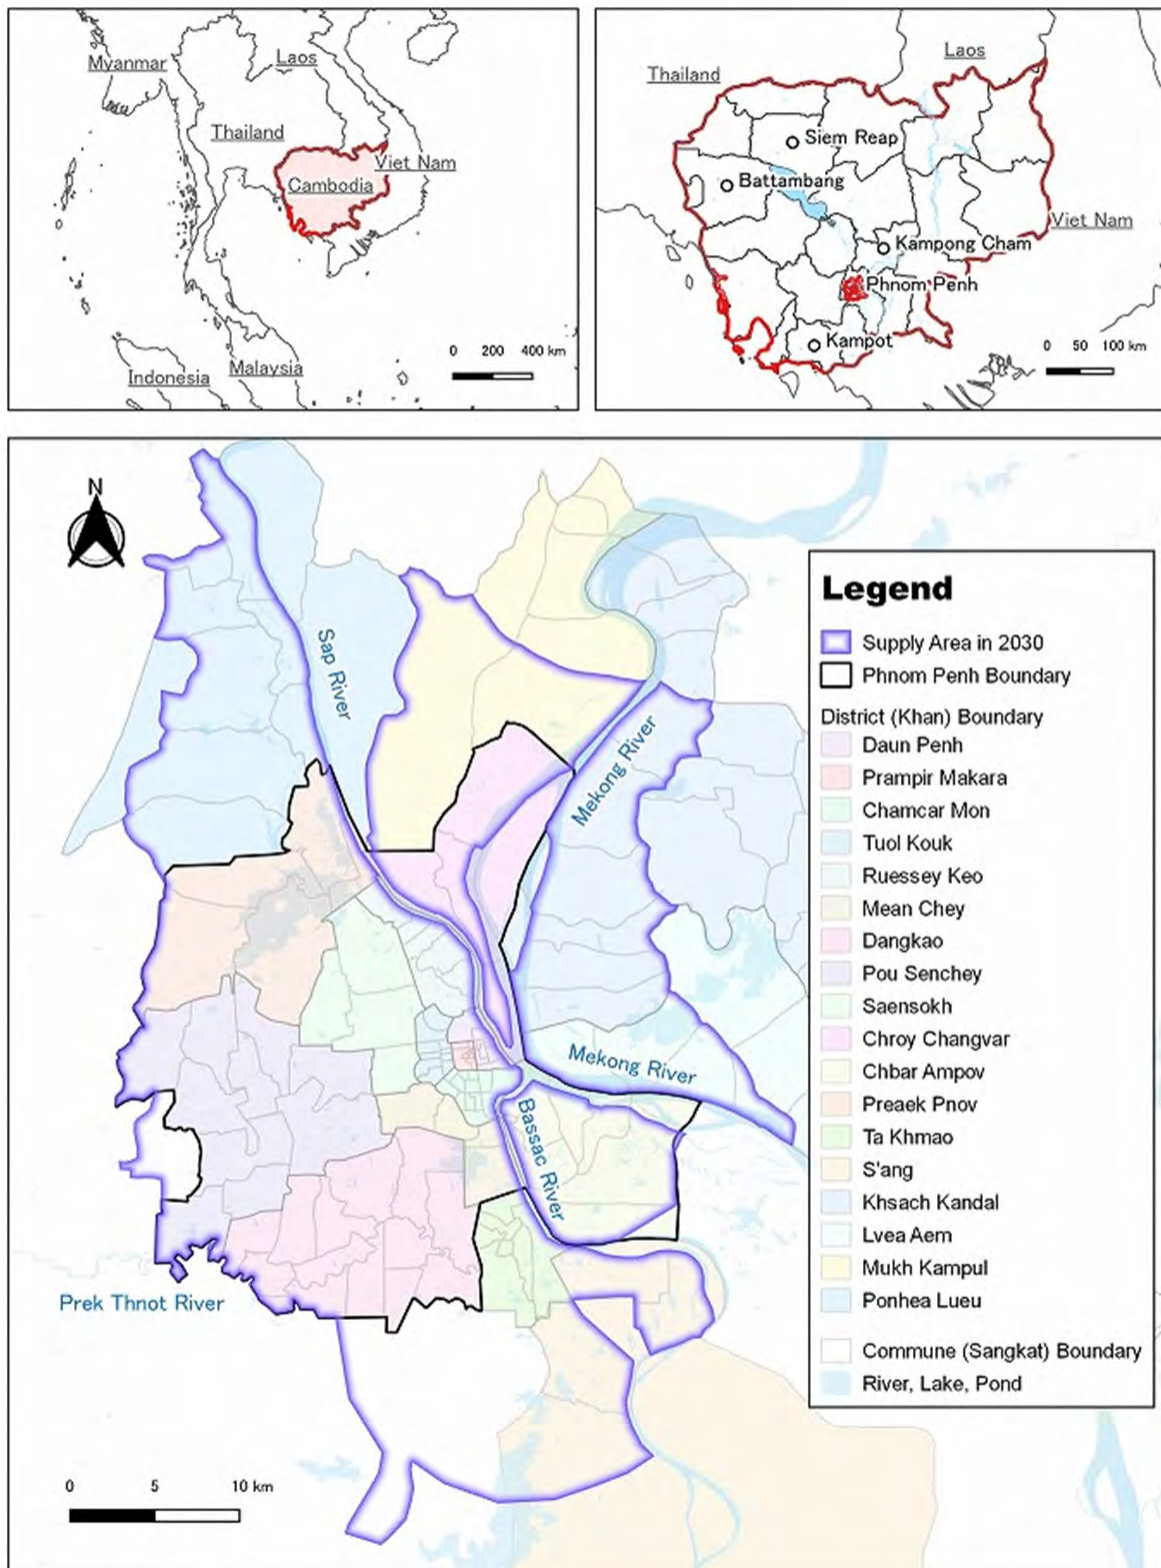 Myanmar
Laos
Thailand
Viet Nam
Cambodia
Malaysia
Indonesia
0 200 400 km
Laos
Thailand
Siem Reap
Battambang
Viet Nam
Kampong Cham
Phnom Penh
Kampot
0 50 100 km
N
Sap River
Mekong River
Mekong River
Bassac River
Prek Thnot River
0 5 10 km
Legend
Supply Area in 2030
Phnom Penh Boundary
District (Khan) Boundary
Daun Penh
Prampir Makara
Chamcar Mon
Tuol Kouk
Ruessey Keo
Mean Chey
Dangkao
Pou Senchey
Saensokh
Chroy Changvar
Chbar Ampov
Preaek Pnov
Ta Khmao
S'ang
Khsach Kandal
Lvea Aem
Mukh Kampul
Ponhea Lueu
Commune (Sangkat) Boundary
River, Lake, Pond